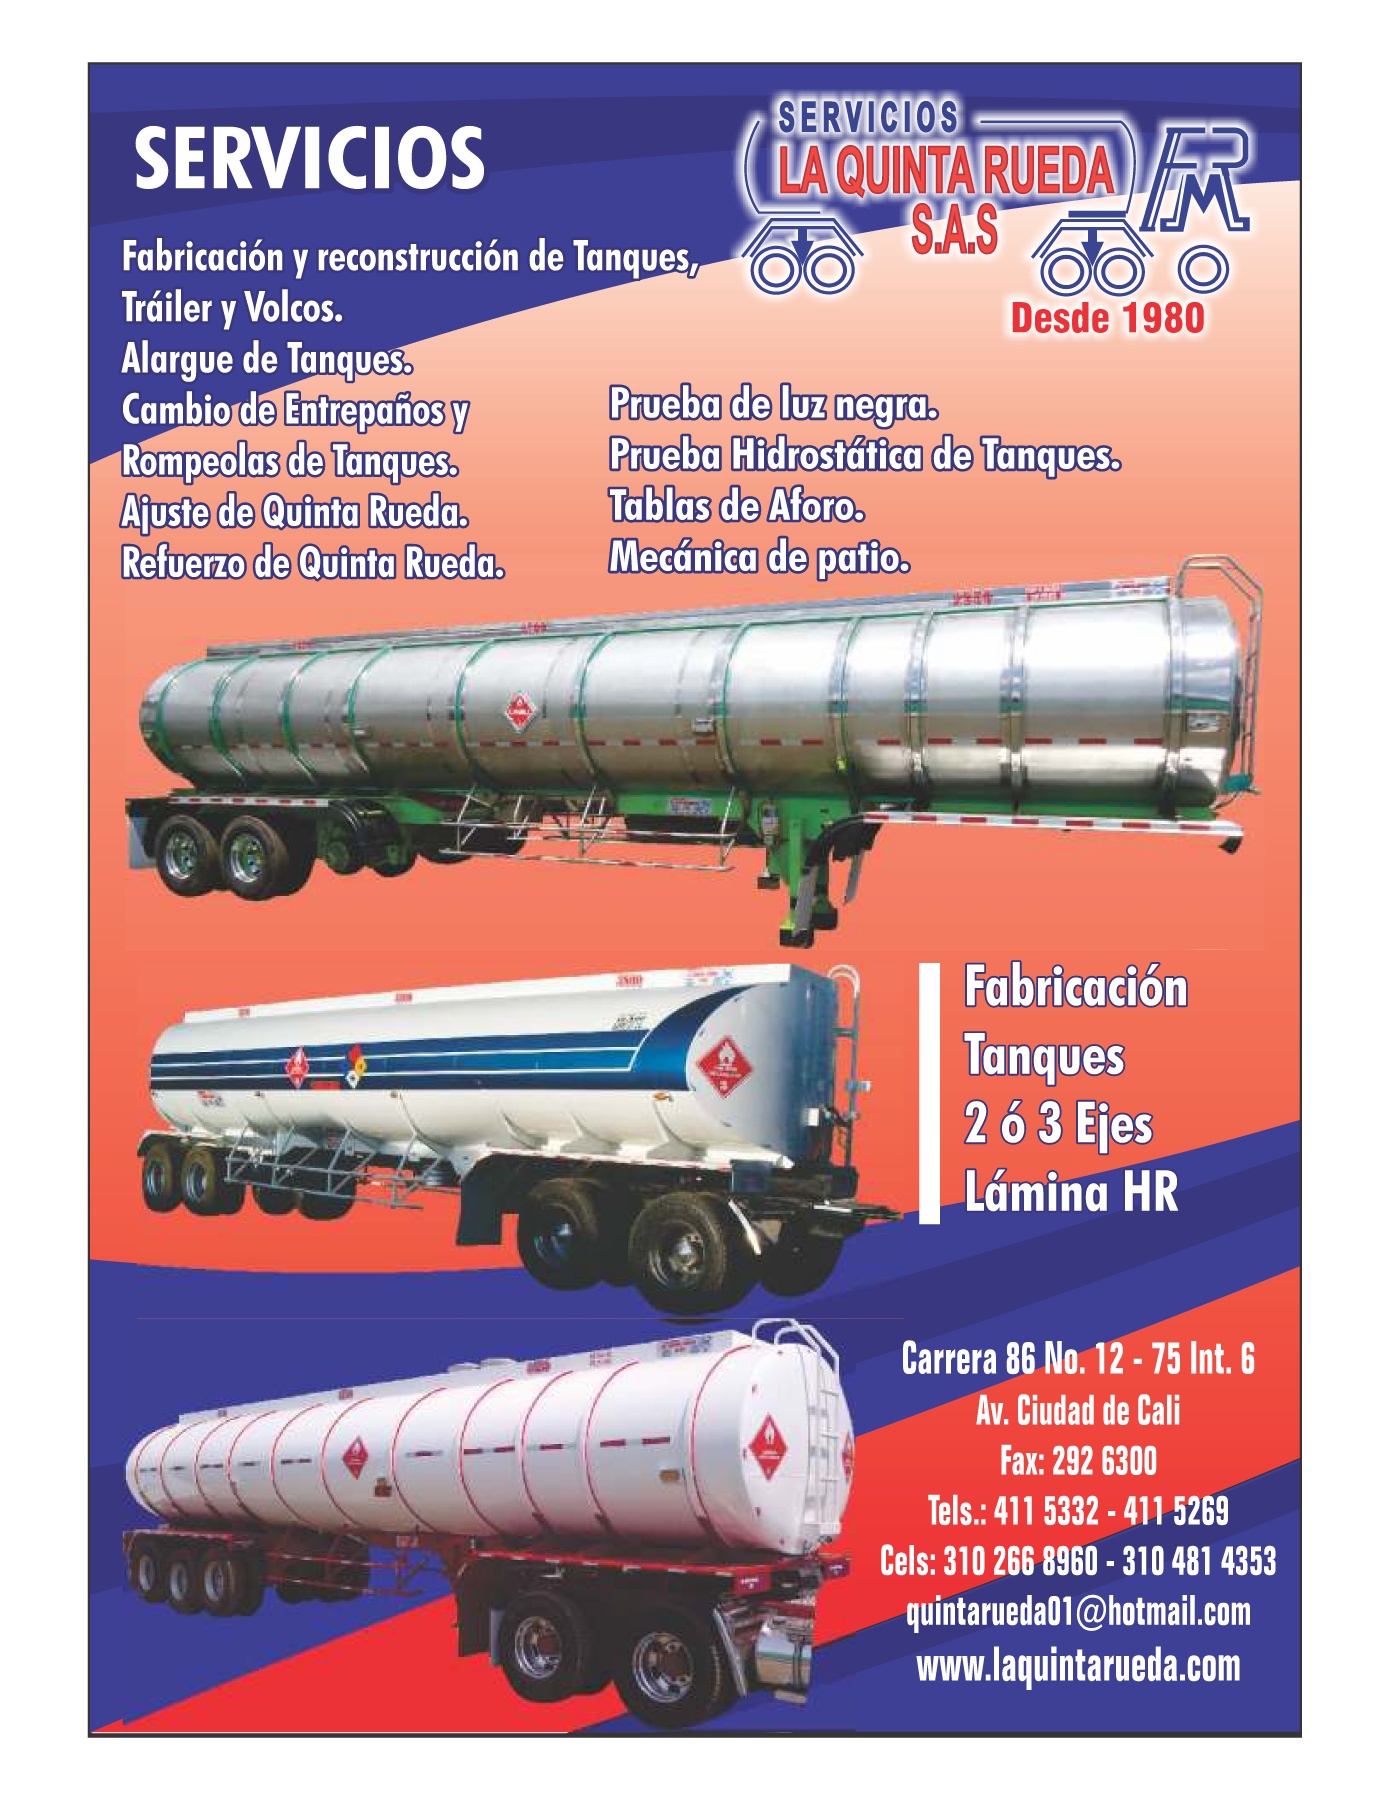 SERVICIOS
SERVICIOS
LA QUINTA RUEDA
S.A.S
FRM
Desde 1980
Fabricación y reconstrucción de Tanques,
Tráiler y Volcos.
Alargue de Tanques.
Cambio de Entrepaños y
Rompeolas de Tanques.
Ajuste de Quinta Rueda.
Refuerzo de Quinta Rueda.
Prueba de luz negra.
Prueba Hidrostática de Tanques.
Tablas de Aforo.
Mecánica de patio.
Fabricación
Tanques
2 ó 3 Ejes
Lámina HR
Carrera 86 No. 12 - 75 Int. 6
Av. Ciudad de Cali
Fax: 292 6300
Tels.: 411 5332 - 411 5269
Cels: 310 266 8960 - 310 481 4353
quintarueda01@hotmail.com
www.laquintarueda.com